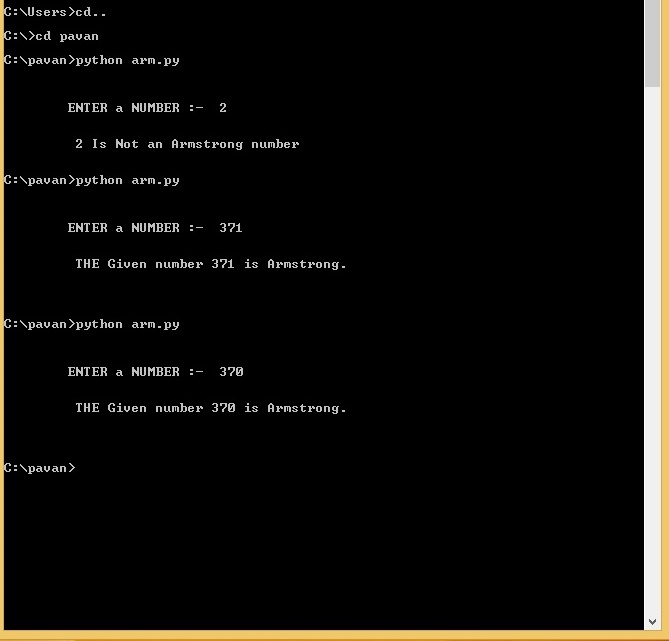 C:\Users>cd..
C:\>cd pavan
C:\pavan>python arm.py
ENTER a NUMBER :-  2
2 Is Not an Armstrong number
C:\pavan>python arm.py
ENTER a NUMBER :-  371
THE Given number 371 is Armstrong.
C:\pavan>python arm.py
ENTER a NUMBER :-  370
THE Given number 370 is Armstrong.
C:\pavan>